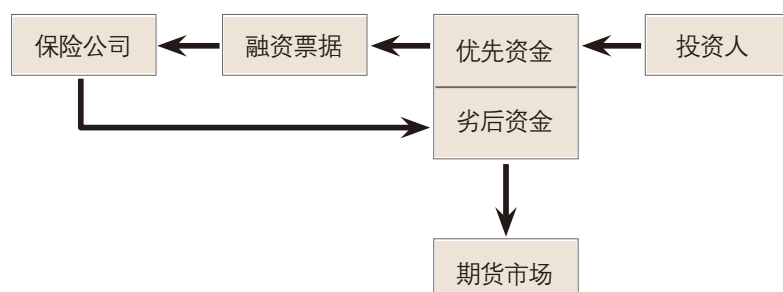 保险公司
融资票据
优先资金
投资人
劣后资金
期货市场